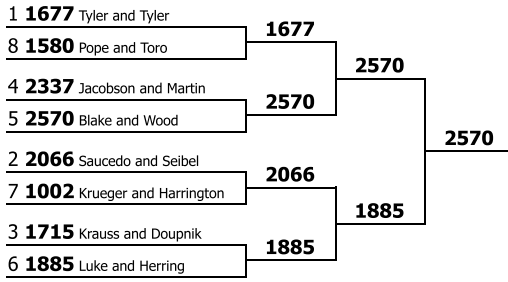 1 1677 Tyler and Tyler
8 1580 Pope and Toro
1677
4 2337 Jacobson and Martin
5 2570 Blake and Wood
2570
2570
2 2066 Saucedo and Seibel
7 1002 Krueger and Harrington
2066
3 1715 Krauss and Doupnik
6 1885 Luke and Herring
1885
1885
2570